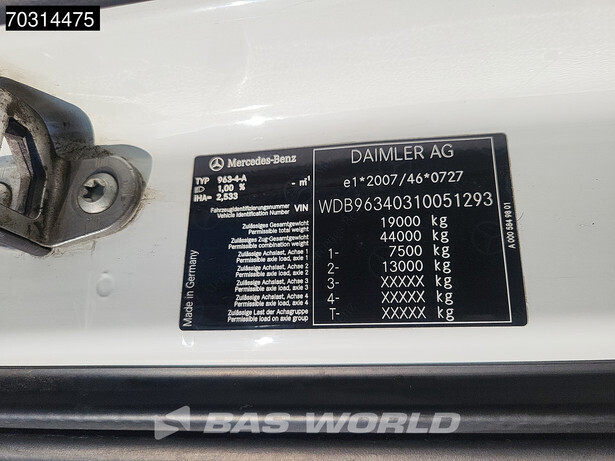 70314475
Mercedes-Benz
DAIMLER AG
TYP 963-4-A
1,00 % - m¹
IHA= 2,533
e1*2007/46*0727
Fahrzeugidentifizierungsnummer
Vehicle Identification Number VIN
WDB96340310051293
Zulässiges Gesamtgewicht
Permissible total weight
19000 kg
Zulässiges Zug-Gesamtgewicht
Permissible combination weight
44000 kg
Zulässige Achslast, Achse 1
Permissible axle load, axle 1
1- 7500 kg
Zulässige Achslast, Achse 2
Permissible axle load, axle 2
2- 13000 kg
Zulässige Achslast, Achse 3
Permissible axle load, axle 3
3- XXXXX kg
Zulässige Achslast, Achse 4
Permissible axle load, axle 4
4- XXXXX kg
Zulässige Last der Achsgruppe
Permissible load on axle group
T- XXXXX kg
Made in Germany
A 000 584 98 01
BAS WORLD